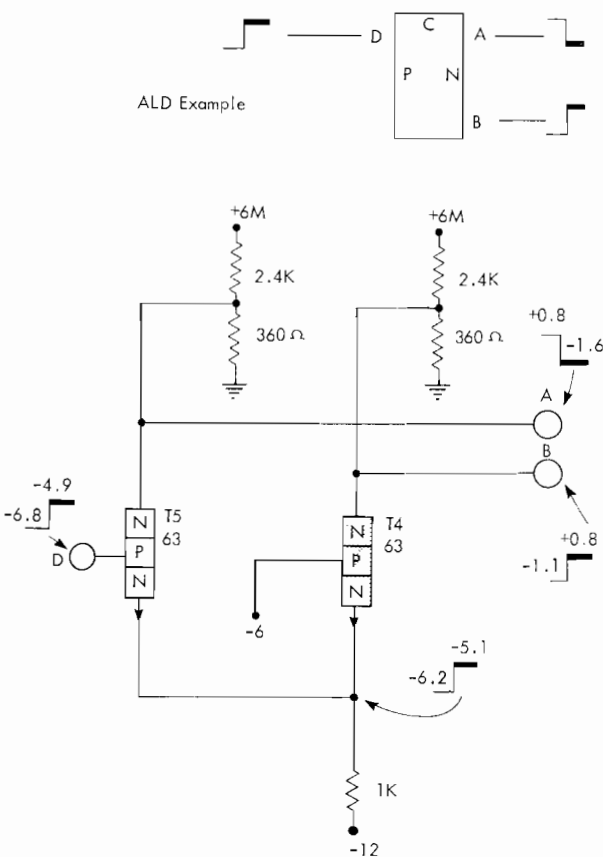 D
C
A
P
N
B
ALD Example
+6M
+6M
2.4K
2.4K
360 Ω
360 Ω
+0.8
-1.6
A
B
-4.9
-6.8
D
N
P
N
T5
63
N
P
N
T4
63
+0.8
-1.1
-6
-5.1
-6.2
1K
-12